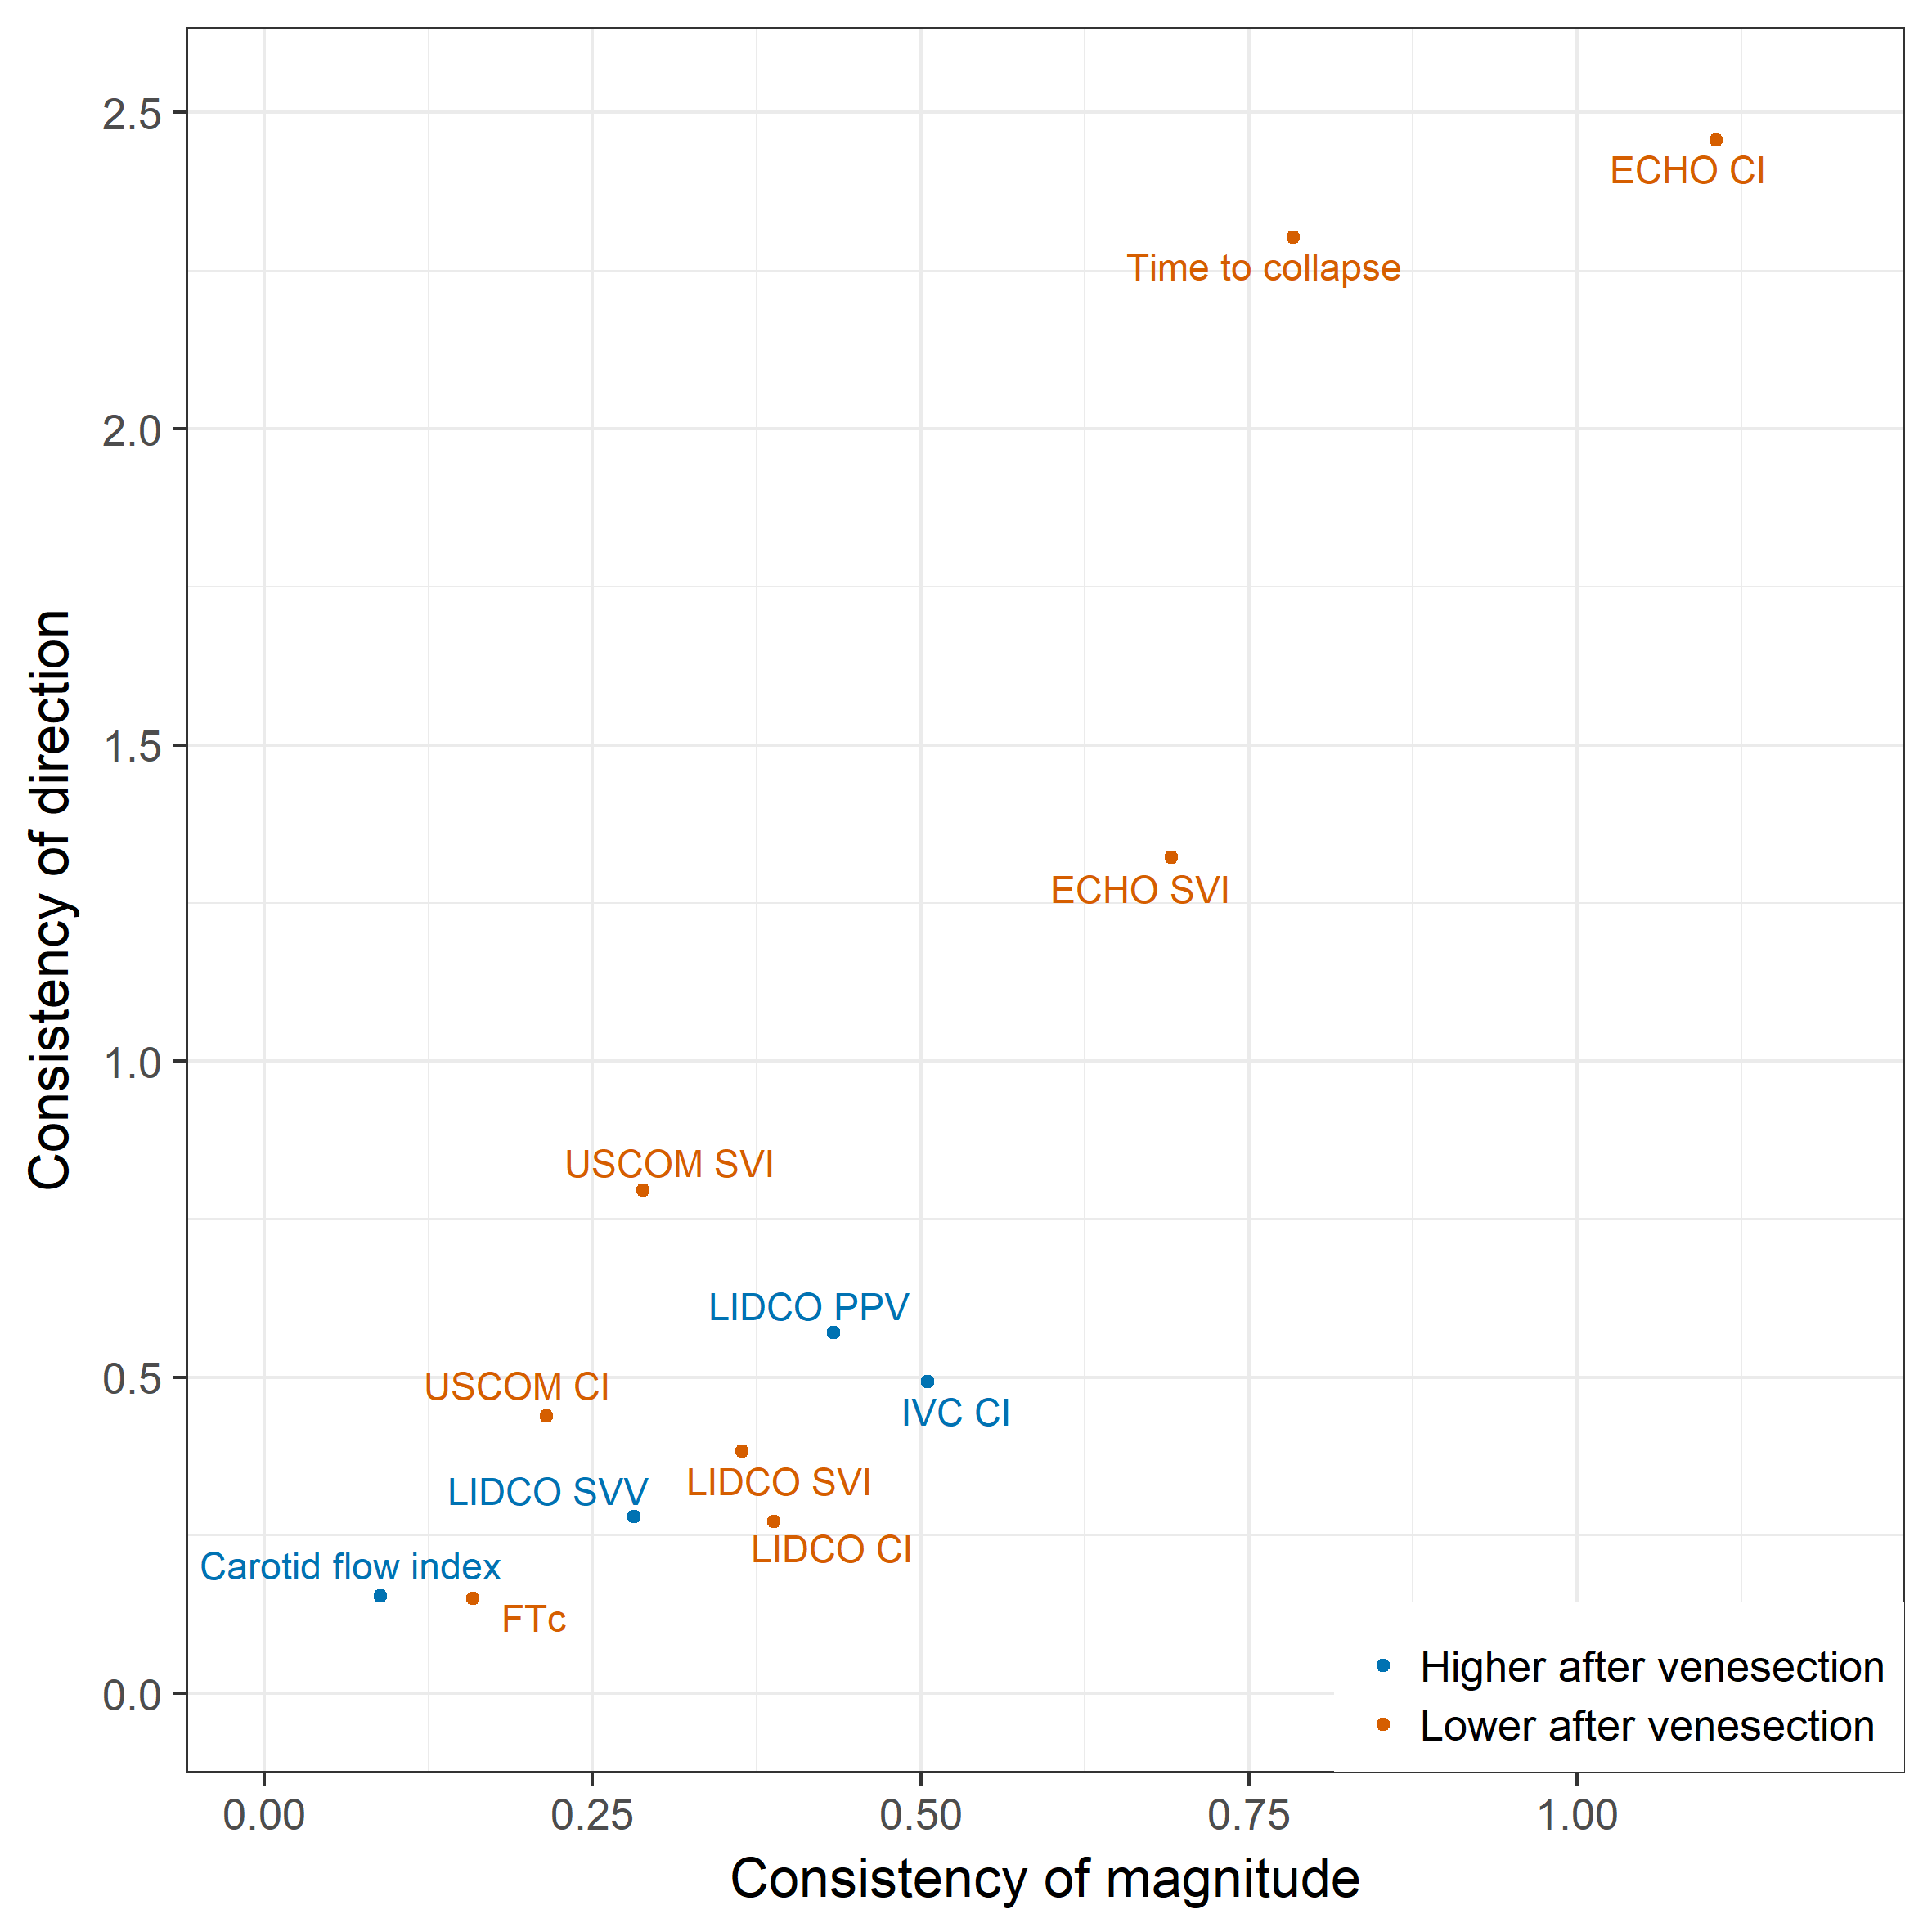 2.5
ECHO CI
Time to collapse
2.0
1.5
ECHO SVI
Consistency of direction
1.0
USCOM SVI
LIDCO PPV
0.5
USCOM CI
IVC CI
LIDCO SVI
LIDCO SVV
LIDCO CI
Carotid flow index
FTc
Higher after venesection
0.0
Lower after venesection
0.00 0.25 0.50 0.75 1.00
Consistency of magnitude